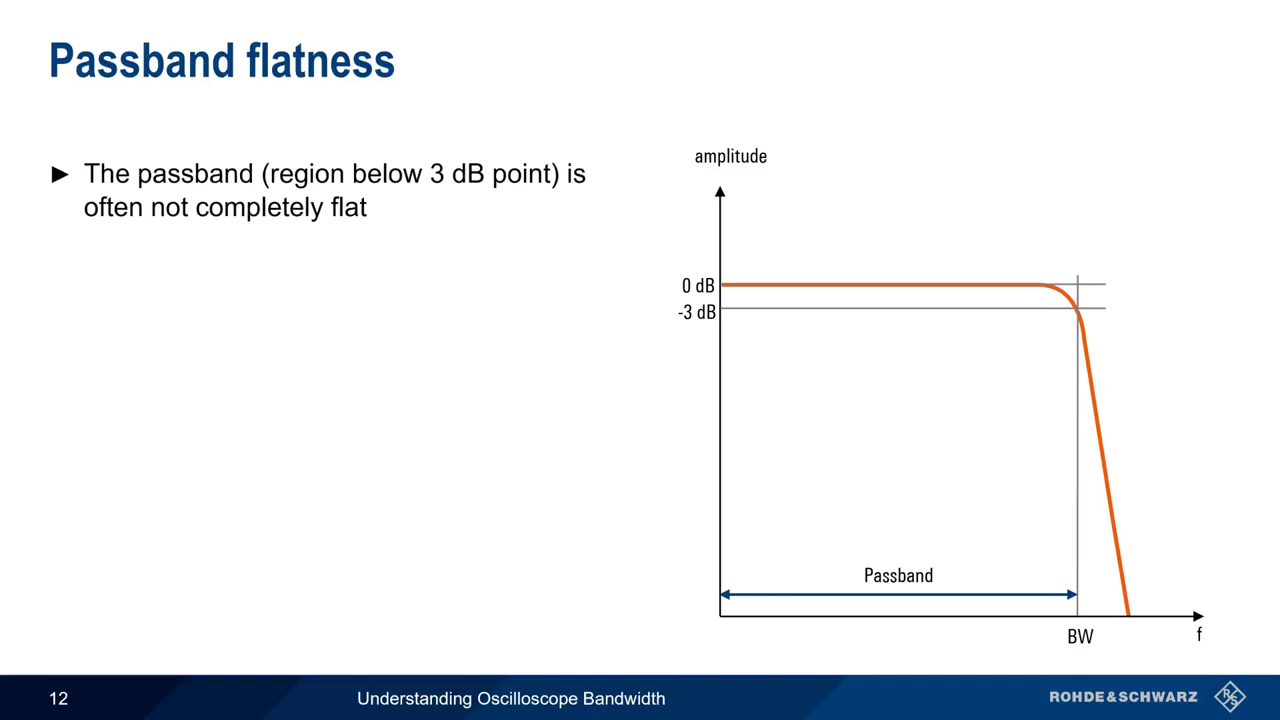 Passband flatness
► The passband (region below 3 dB point) is
often not completely flat
amplitude
0 dB
-3 dB
Passband
BW
f
12
Understanding Oscilloscope Bandwidth
ROHDE&SCHWARZ
R&S